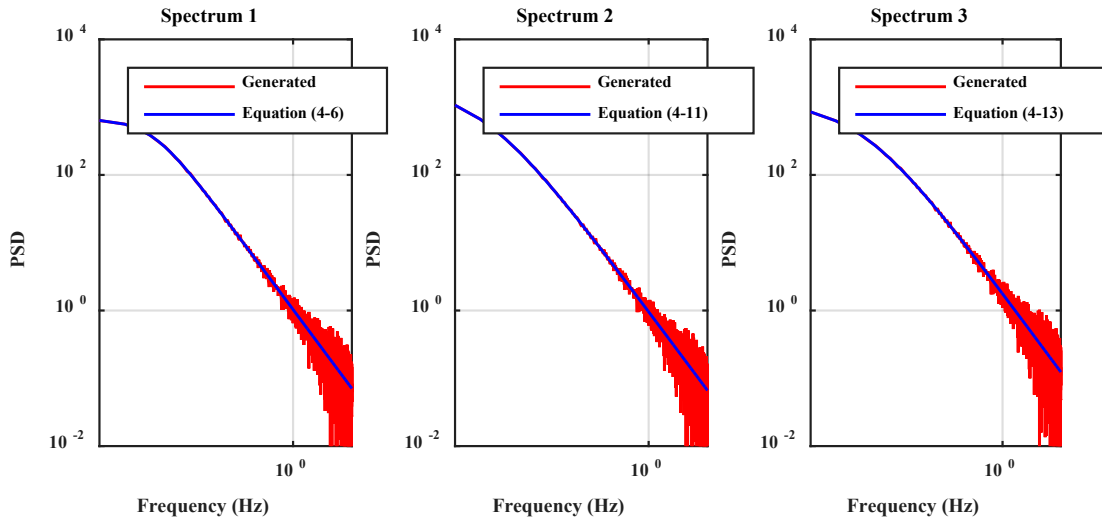 Spectrum 1
10 4
Generated
Equation (4-6)
10 2
10 0
10 -2
10 0
PSD
Frequency (Hz)
Spectrum 2
10 4
Generated
Equation (4-11)
10 2
10 0
10 -2
10 0
PSD
Frequency (Hz)
Spectrum 3
10 4
Generated
Equation (4-13)
10 2
10 0
10 -2
10 0
PSD
Frequency (Hz)